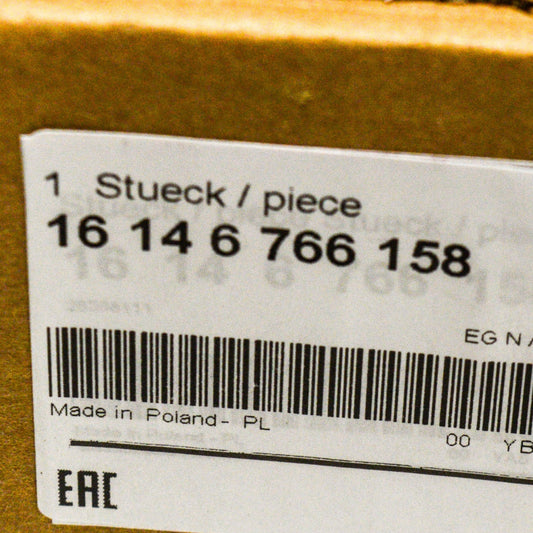 1 Stueck / piece
16 14 6 766 158
EG N
Made in Poland- PL
00 YB
EAC